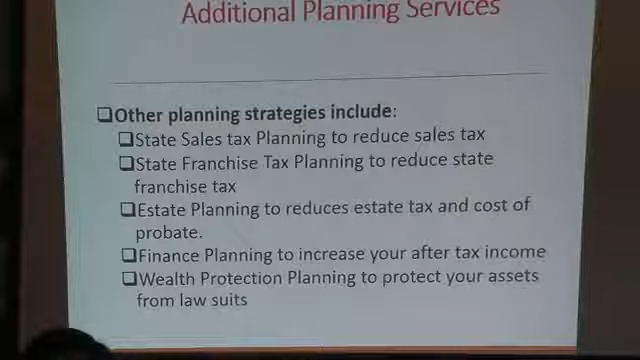 Additional Planning Services
❑Other planning strategies include:
❑State Sales tax Planning to reduce sales tax
❑State Franchise Tax Planning to reduce state
franchise tax
❑Estate Planning to reduces estate tax and cost of
probate.
❑Finance Planning to increase your after tax income
❑Wealth Protection Planning to protect your assets
from law suits